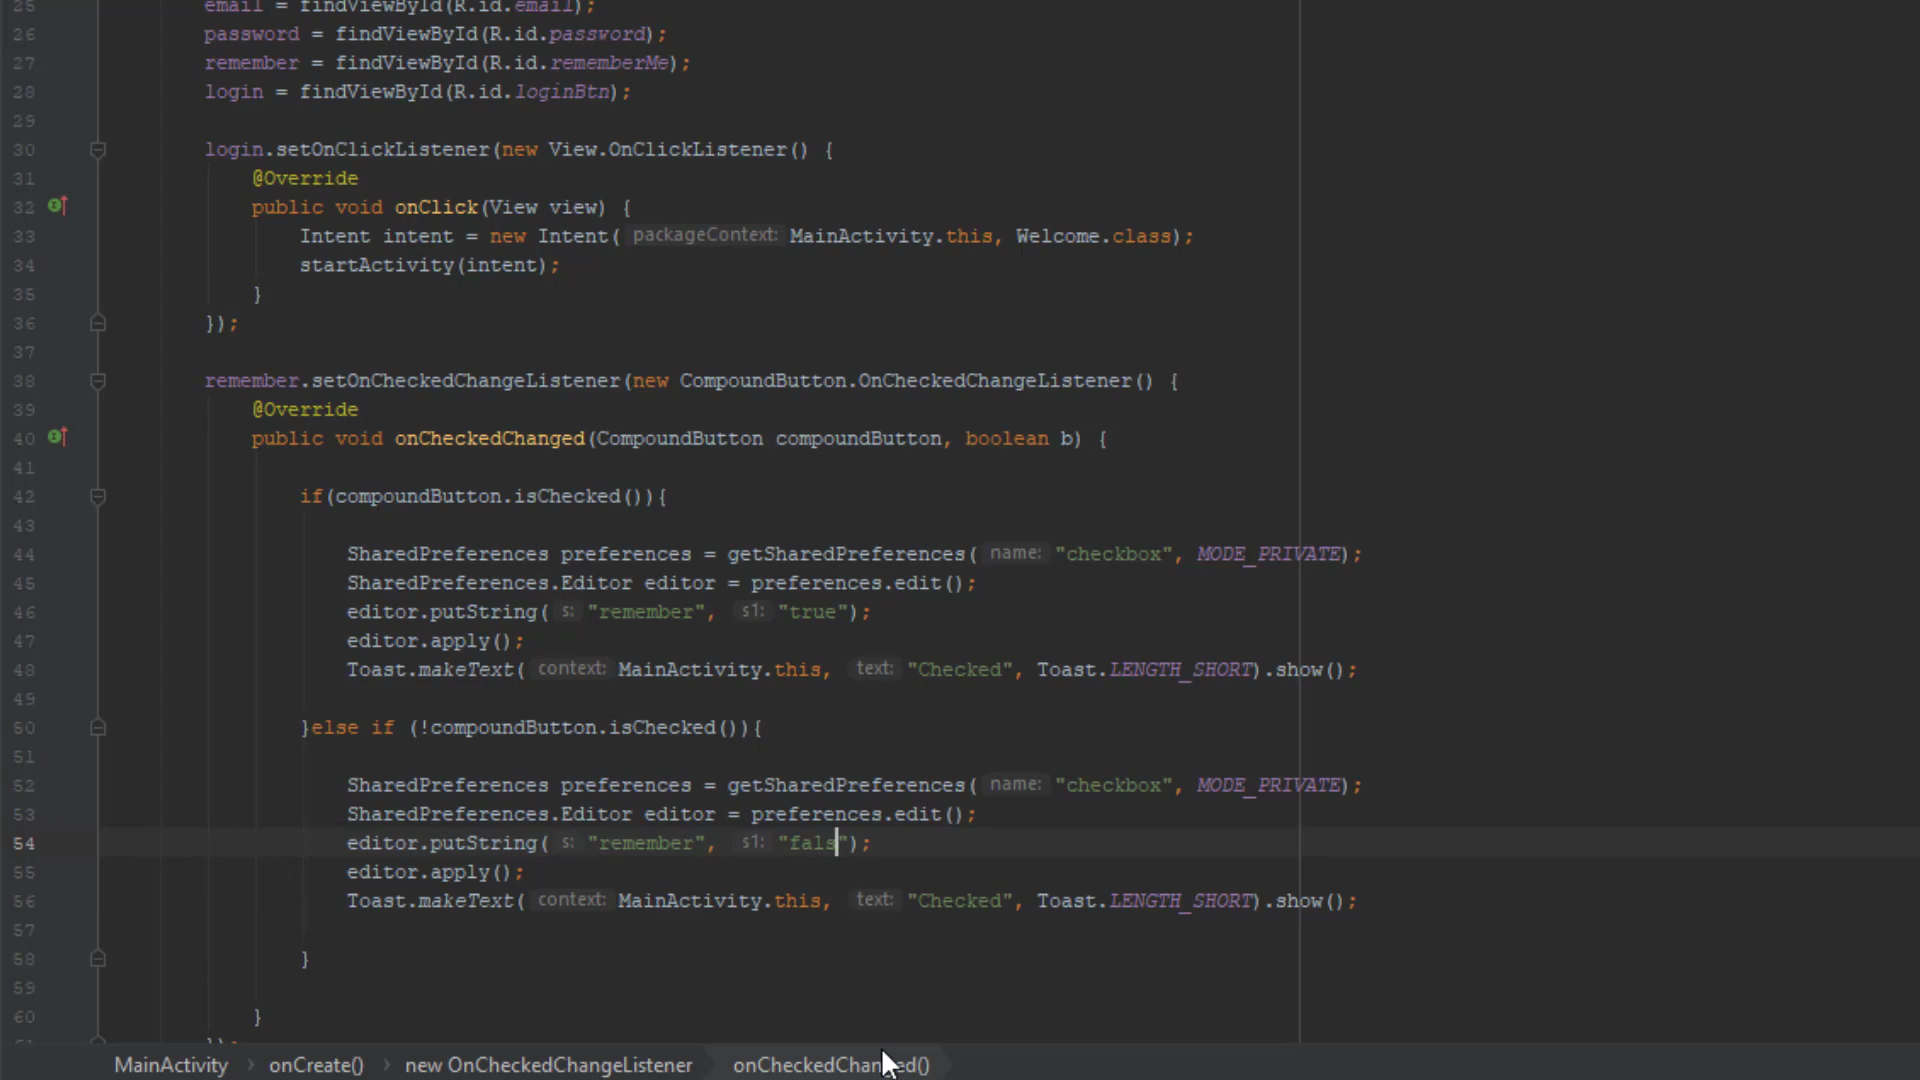 25 email = findViewById(R.id.email);
26 password = findViewById(R.id.password);
27 remember = findViewById(R.id.rememberMe);
28 login = findViewById(R.id.loginBtn);
29
30 login.setOnClickListener(new View.OnClickListener() {
31 @Override
32 public void onClick(View view) {
33 Intent intent = new Intent( packageContext: MainActivity.this, Welcome.class);
34 startActivity(intent);
35 }
36 });
37
38 remember.setOnCheckedChangeListener(new CompoundButton.OnCheckedChangeListener() {
39 @Override
40 public void onCheckedChanged(CompoundButton compoundButton, boolean b) {
41
42 if(compoundButton.isChecked()){
43
44 SharedPreferences preferences = getSharedPreferences( name: "checkbox", MODE_PRIVATE);
45 SharedPreferences.Editor editor = preferences.edit();
46 editor.putString( s: "remember", s1: "true");
47 editor.apply();
48 Toast.makeText( context: MainActivity.this, text: "Checked", Toast.LENGTH_SHORT).show();
49
50 }else if (!compoundButton.isChecked()){
51
52 SharedPreferences preferences = getSharedPreferences( name: "checkbox", MODE_PRIVATE);
53 SharedPreferences.Editor editor = preferences.edit();
54 editor.putString( s: "remember", s1: "fals");
55 editor.apply();
56 Toast.makeText( context: MainActivity.this, text: "Checked", Toast.LENGTH_SHORT).show();
57
58 }
59
60 }
MainActivity › onCreate() › new OnCheckedChangeListener › onCheckedChanged()